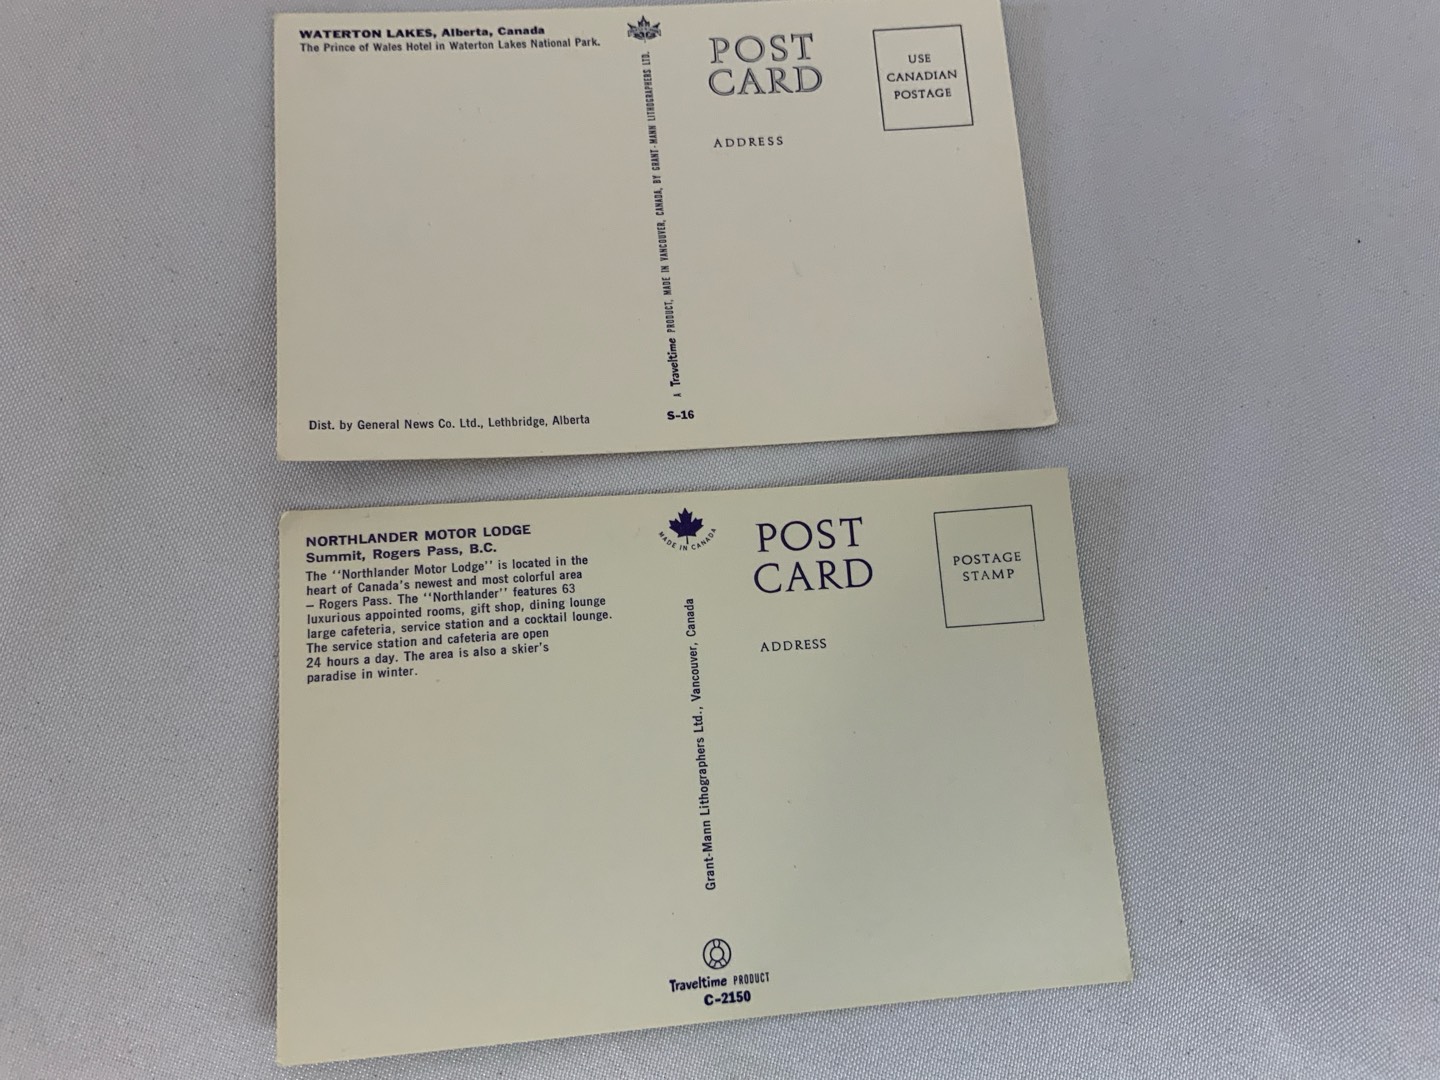 WATERTON LAKES, Alberta, Canada
The Prince of Wales Hotel in Waterton Lakes National Park.
POST
CARD
USE
CANADIAN
POSTAGE
ADDRESS
A Traveltime PRODUCT, MADE IN VANCOUVER, CANADA, BY GRANT-MANN LITHOGRAPHERS LTD.
Dist. by General News Co. Ltd., Lethbridge, Alberta
S-16
NORTHLANDER MOTOR LODGE
Summit, Rogers Pass, B.C.
The "Northlander Motor Lodge" is located in the
heart of Canada's newest and most colorful area
— Rogers Pass. The "Northlander" features 63
luxurious appointed rooms, gift shop, dining lounge
large cafeteria, service station and a cocktail lounge.
The service station and cafeteria are open
24 hours a day. The area is also a skier's
paradise in winter.
MADE IN CANADA
POST
CARD
POSTAGE
STAMP
ADDRESS
Grant-Mann Lithographers Ltd., Vancouver, Canada
Traveltime PRODUCT
C-2150